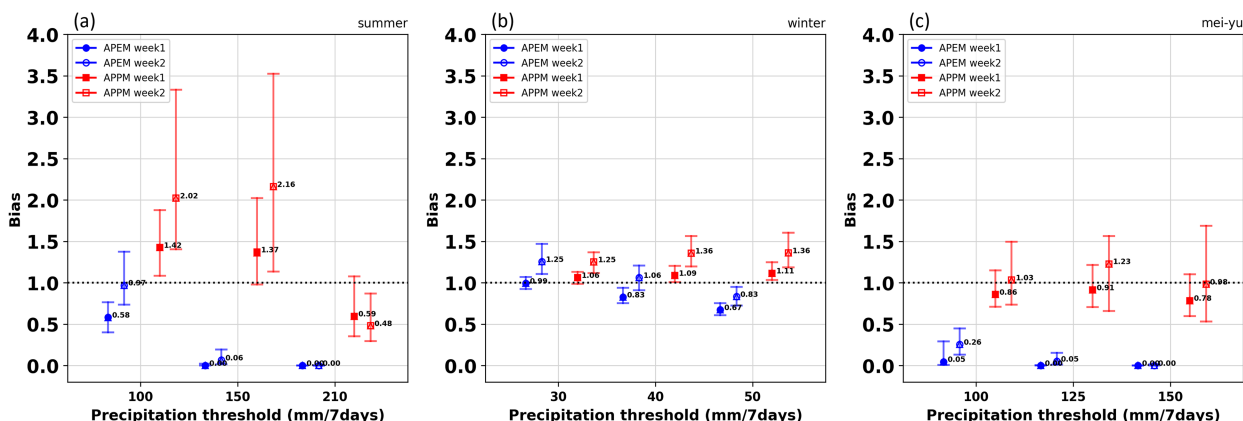 (a)
summer
APEM week1
APEM week2
APPM week1
APPM week2
4.0
3.5
3.0
2.5
2.0
1.5
1.0
0.5
0.0
Bias
0.58
0.97
1.42
2.02
0.06
1.37
2.16
0.00
0.59
0.48
100
150
210
Precipitation threshold (mm/7days)
(b)
winter
APEM week1
APEM week2
APPM week1
APPM week2
4.0
3.5
3.0
2.5
2.0
1.5
1.0
0.5
0.0
Bias
0.99
1.25
1.06
1.25
0.83
1.06
1.09
1.36
0.67
0.83
1.11
1.36
30
40
50
Precipitation threshold (mm/7days)
(c)
mei-yu
APEM week1
APEM week2
APPM week1
APPM week2
4.0
3.5
3.0
2.5
2.0
1.5
1.0
0.5
0.0
Bias
0.05
0.26
0.86
1.03
0.05
0.91
1.23
0.00
0.78
0.98
100
125
150
Precipitation threshold (mm/7days)